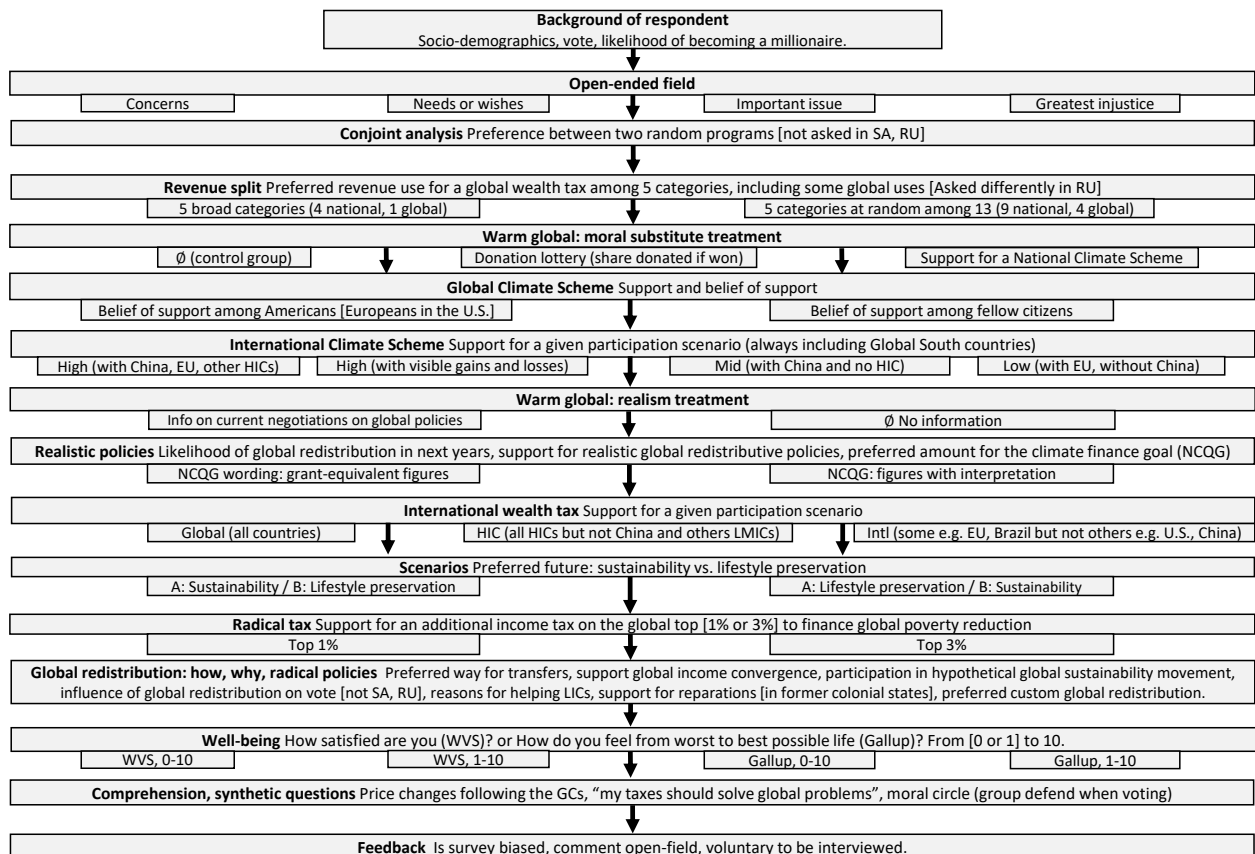 Background of respondent
Socio-demographics, vote, likelihood of becoming a millionaire.
Open-ended field
Concerns
Needs or wishes
Important issue
Greatest injustice
Conjoint analysis Preference between two random programs [not asked in SA, RU]
Revenue split Preferred revenue use for a global wealth tax among 5 categories, including some global uses [Asked differently in RU]
5 broad categories (4 national, 1 global)
5 categories at random among 13 (9 national, 4 global)
Warm global: moral substitute treatment
Ø (control group)
Donation lottery (share donated if won)
Support for a National Climate Scheme
Global Climate Scheme Support and belief of support
Belief of support among Americans [Europeans in the U.S.]
Belief of support among fellow citizens
International Climate Scheme Support for a given participation scenario (always including Global South countries)
High (with China, EU, other HICs)
High (with visible gains and losses)
Mid (with China and no HIC)
Low (with EU, without China)
Warm global: realism treatment
Info on current negotiations on global policies
Ø No information
Realistic policies Likelihood of global redistribution in next years, support for realistic global redistributive policies, preferred amount for the climate finance goal (NCQG)
NCQG wording: grant-equivalent figures
NCQG: figures with interpretation
International wealth tax Support for a given participation scenario
Global (all countries)
HIC (all HICs but not China and others LMICs)
Intl (some e.g. EU, Brazil but not others e.g. U.S., China)
Scenarios Preferred future: sustainability vs. lifestyle preservation
A: Sustainability / B: Lifestyle preservation
A: Lifestyle preservation / B: Sustainability
Radical tax Support for an additional income tax on the global top [1% or 3%] to finance global poverty reduction
Top 1%
Top 3%
Global redistribution: how, why, radical policies Preferred way for transfers, support global income convergence, participation in hypothetical global sustainability movement,
influence of global redistribution on vote [not SA, RU], reasons for helping LICs, support for reparations [in former colonial states], preferred custom global redistribution.
Well-being How satisfied are you (WVS)? or How do you feel from worst to best possible life (Gallup)? From [0 or 1] to 10.
WVS, 0-10
WVS, 1-10
Gallup, 0-10
Gallup, 1-10
Comprehension, synthetic questions Price changes following the GCs, “my taxes should solve global problems”, moral circle (group defend when voting)
Feedback Is survey biased, comment open-field, voluntary to be interviewed.